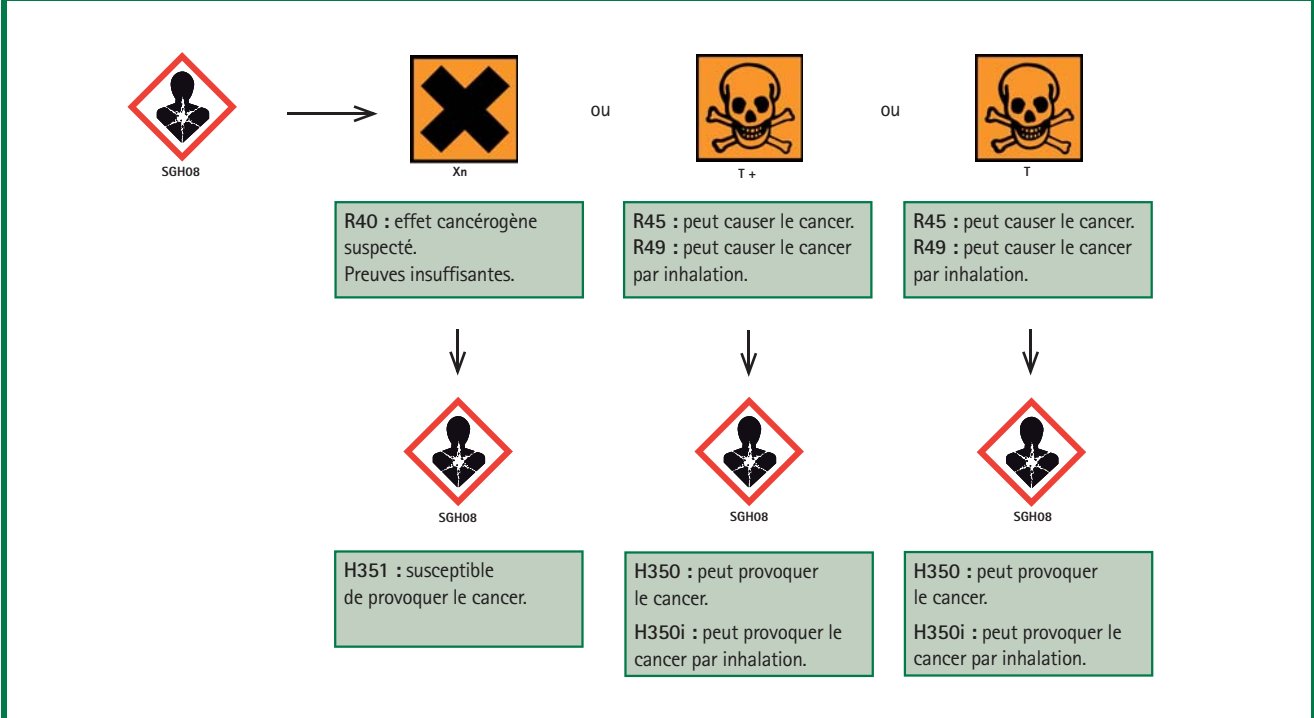 ou
ou
SGH08
Xn
T +
T
R40 : effet cancérogène
suspecté.
Preuves insuffisantes.
R45 : peut causer le cancer.
R49 : peut causer le cancer
par inhalation.
R45 : peut causer le cancer.
R49 : peut causer le cancer
par inhalation.
SGH08
SGH08
SGH08
H351 : susceptible
de provoquer le cancer.
H350 : peut provoquer
le cancer.
H350i : peut provoquer le
cancer par inhalation.
H350 : peut provoquer
le cancer.
H350i : peut provoquer le
cancer par inhalation.